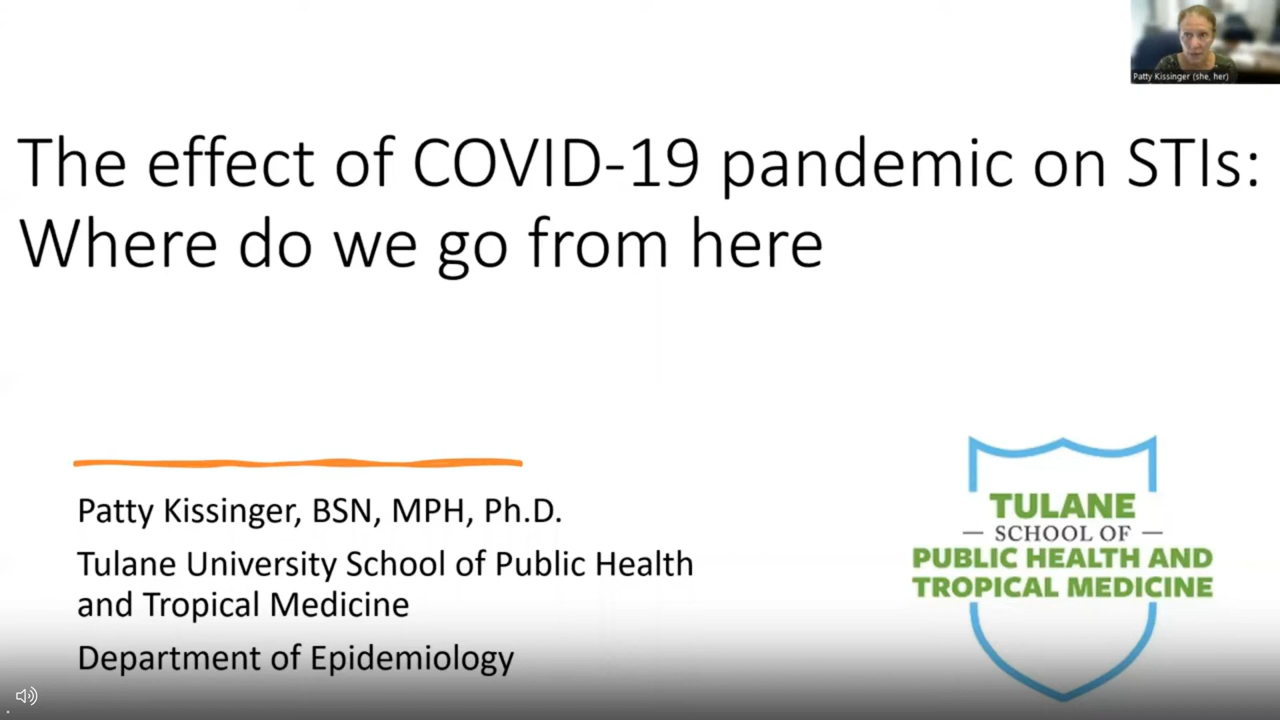 Patty Kissinger (she, her)
The effect of COVID-19 pandemic on STIs:
Where do we go from here
Patty Kissinger, BSN, MPH, Ph.D.
Tulane University School of Public Health
and Tropical Medicine
Department of Epidemiology
TULANE
— SCHOOL OF —
PUBLIC HEALTH AND
TROPICAL MEDICINE